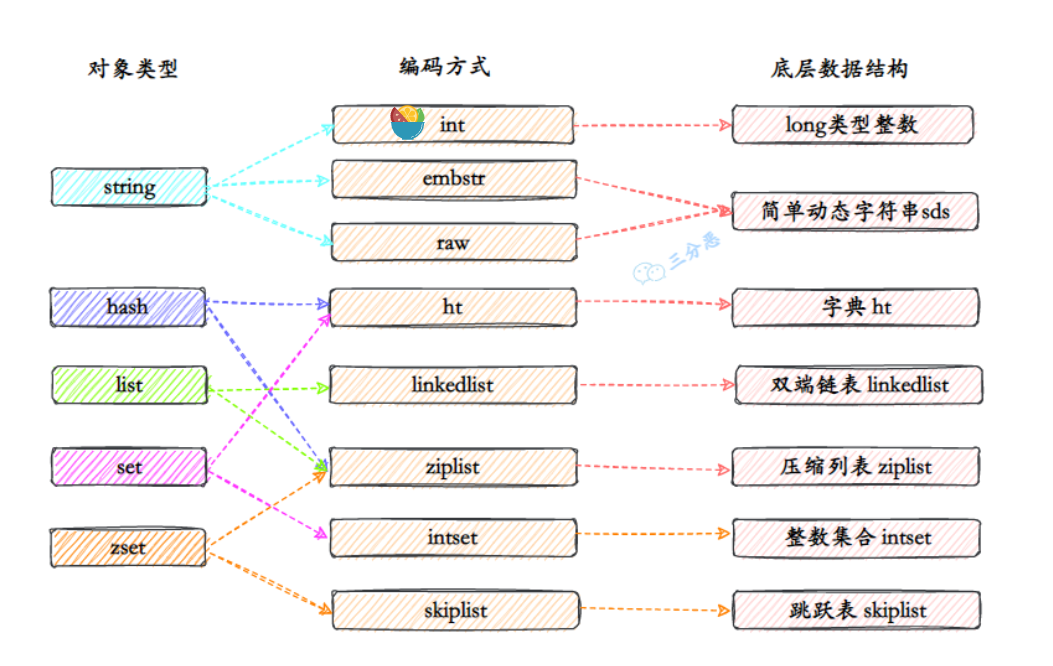 对象类型 编码方式 底层数据结构
int long类型整数
string embstr 简单动态字符串sds
raw
三分恶
hash ht 字典 ht
list linkedlist 双端链表 linkedlist
set ziplist 压缩列表 ziplist
zset intset 整数集合 intset
skiplist 跳跃表 skiplist